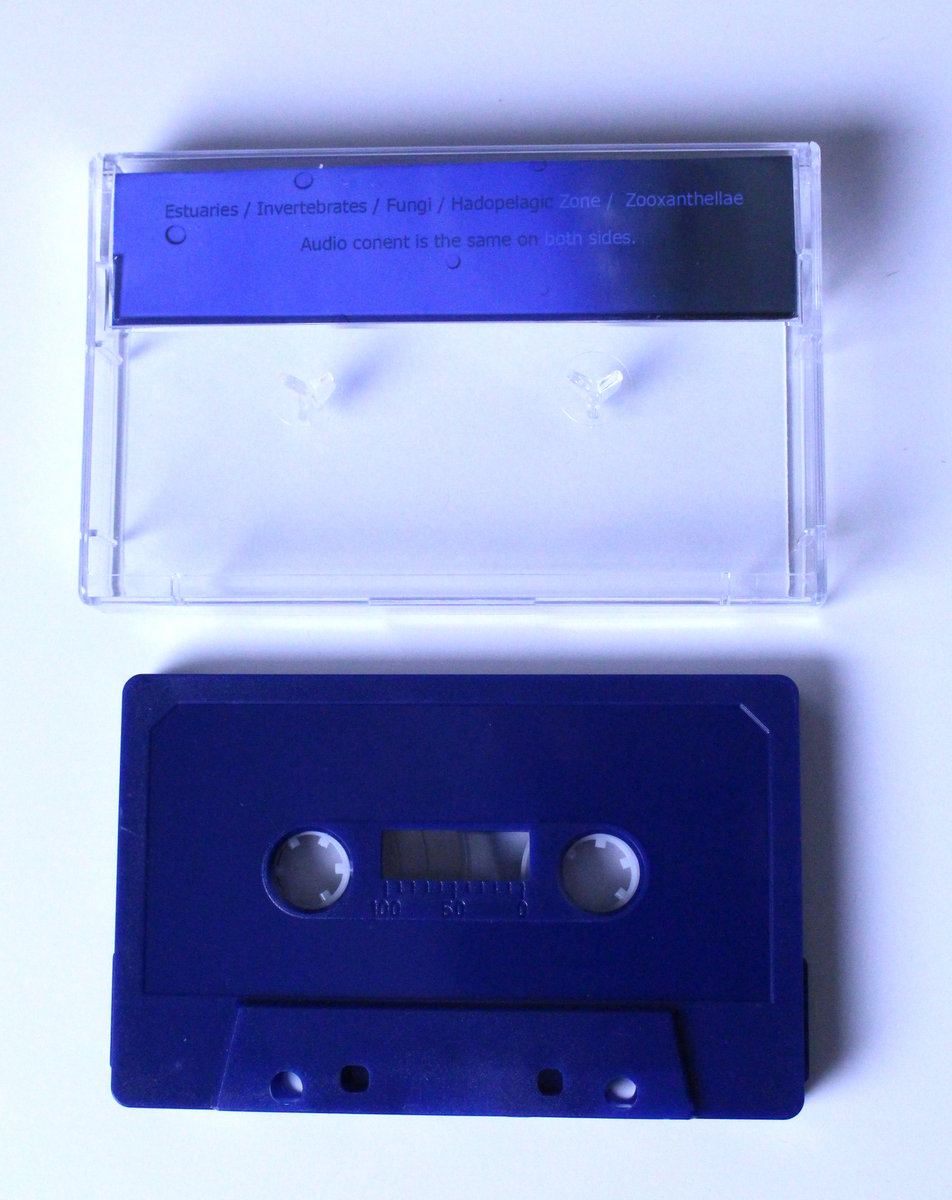 Estuaries / Invertebrates / Fungi / Hadopelagic Zone / Zooxanthellae
Audio conent is the same on both sides.
100 50 0